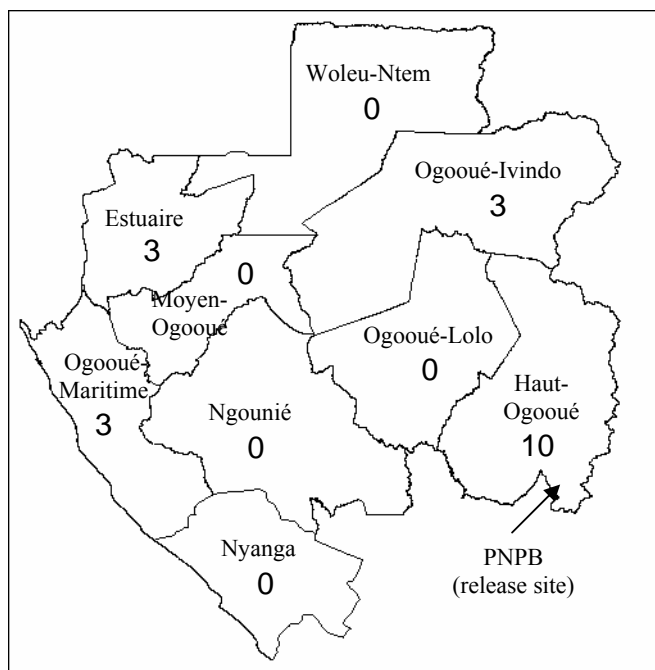 Woleu-Ntem
0
Ogooué-Ivindo
3
Estuaire
3
0
Moyen-
Ogooué
Ogooué-Lolo
0
Ogooué-
Maritime
3
Haut-
Ogooué
10
Ngounié
0
Nyanga
0
PNPB
(release site)